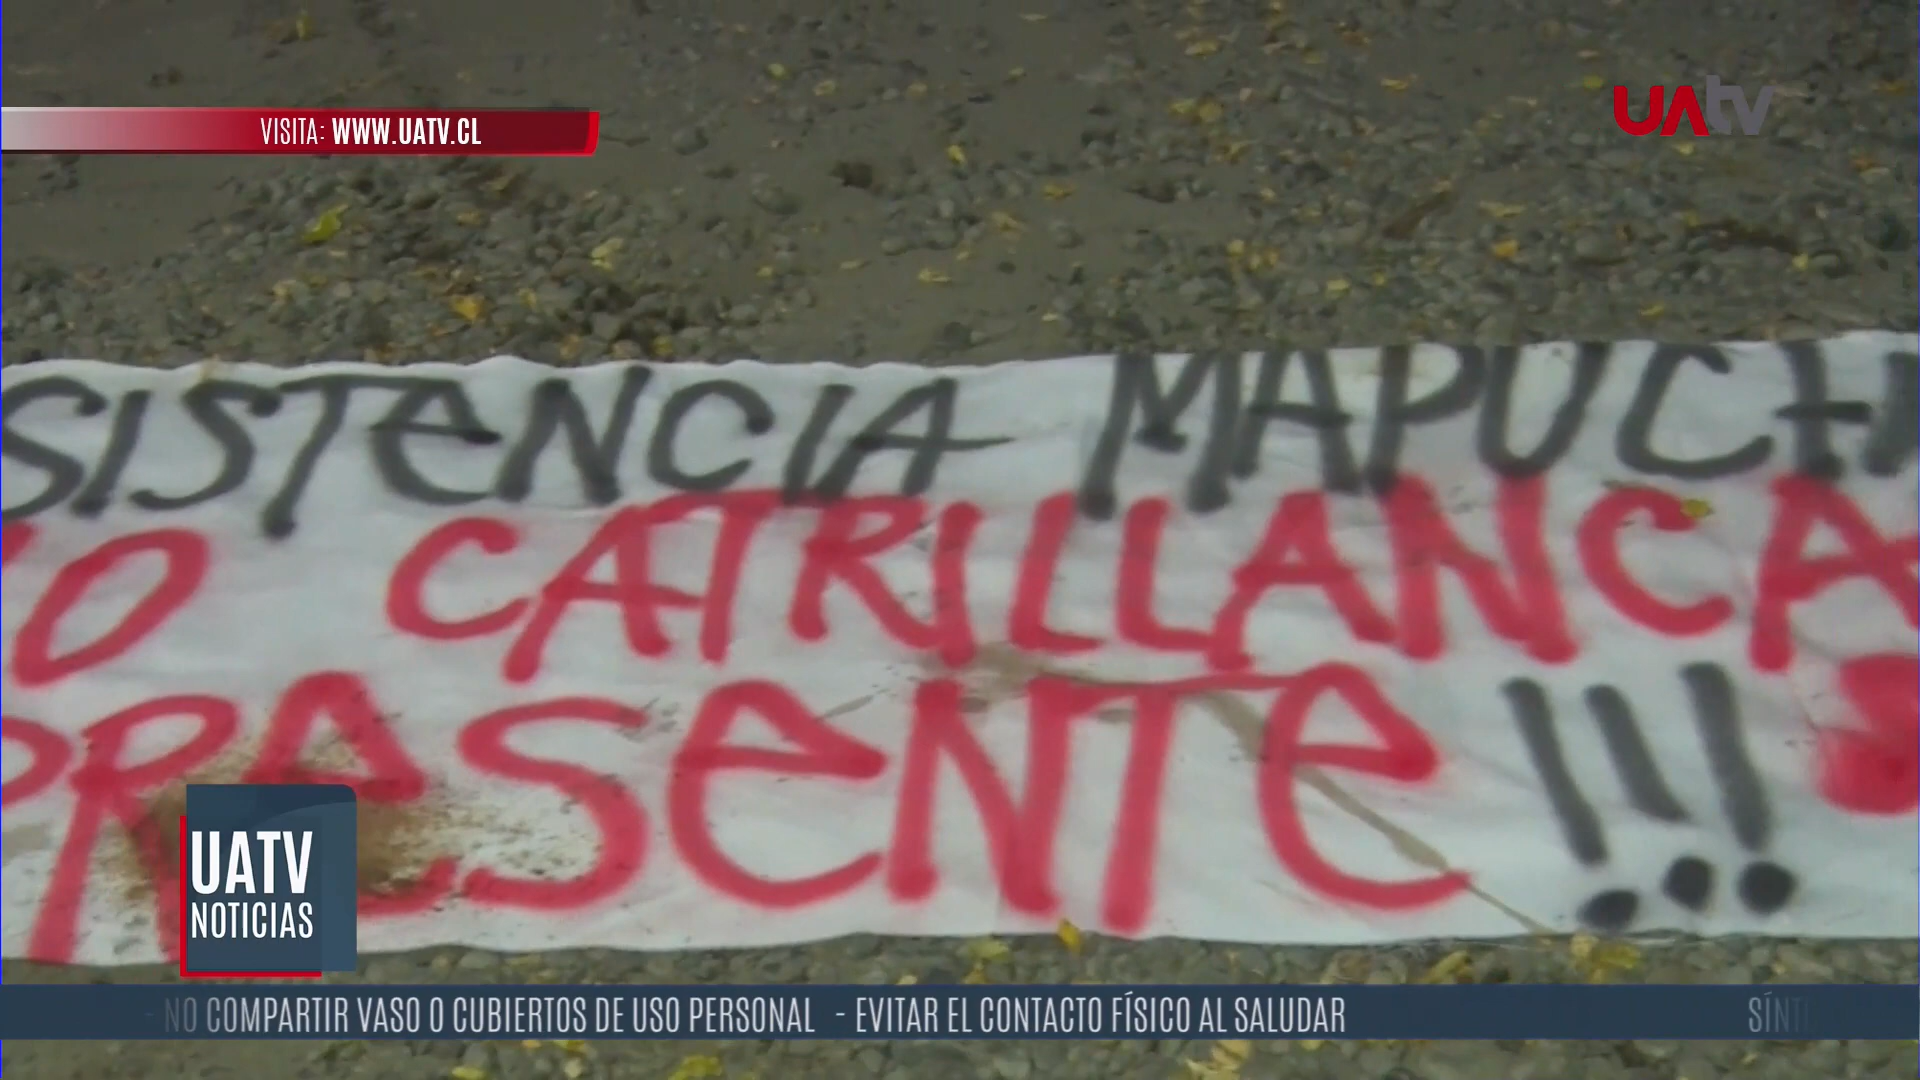 VISITA: WWW.UATV.CL
UATV
SISTENCIA MAPUCH
O CATRILLANCA
PRESENTE !!!
UATV
NOTICIAS
- NO COMPARTIR VASO O CUBIERTOS DE USO PERSONAL - EVITAR EL CONTACTO FÍSICO AL SALUDAR SÍNT